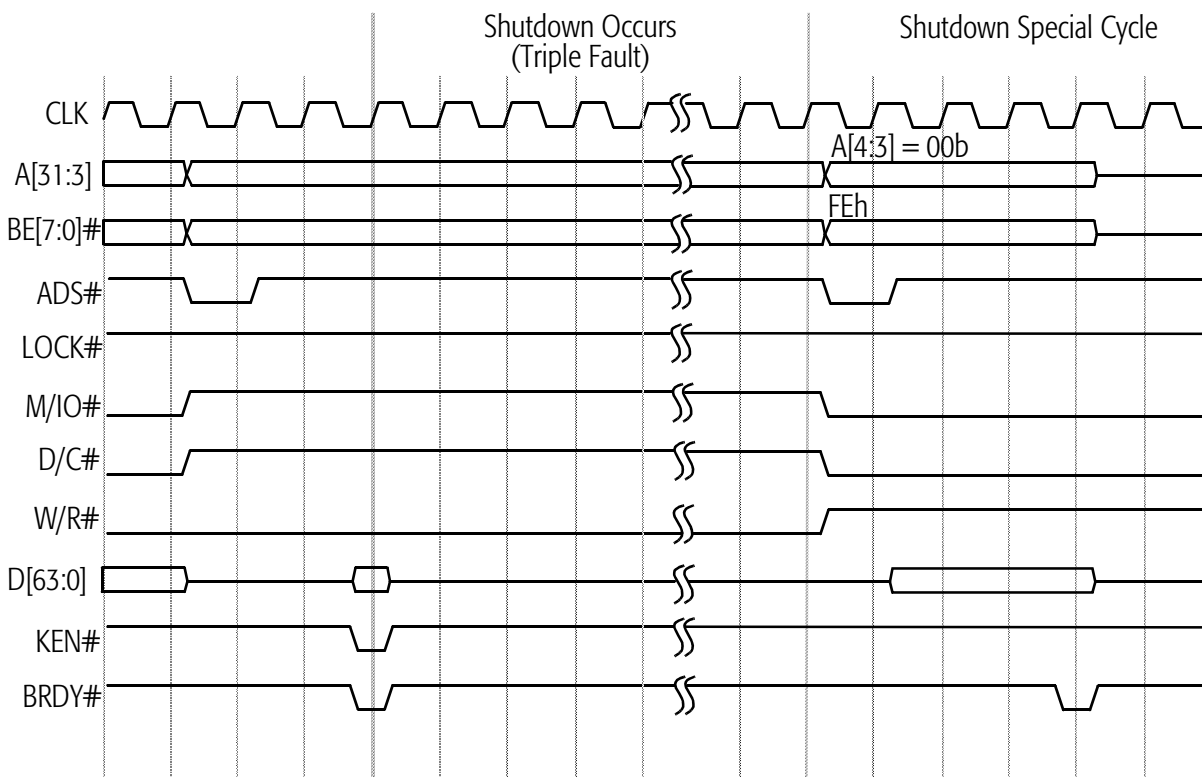 Shutdown Occurs
(Triple Fault)
Shutdown Special Cycle
CLK
A[4:3] = 00b
A[31:3]
FEh
BE[7:0]#
ADS#
LOCK#
M/IO#
D/C#
W/R#
D[63:0]
KEN#
BRDY#